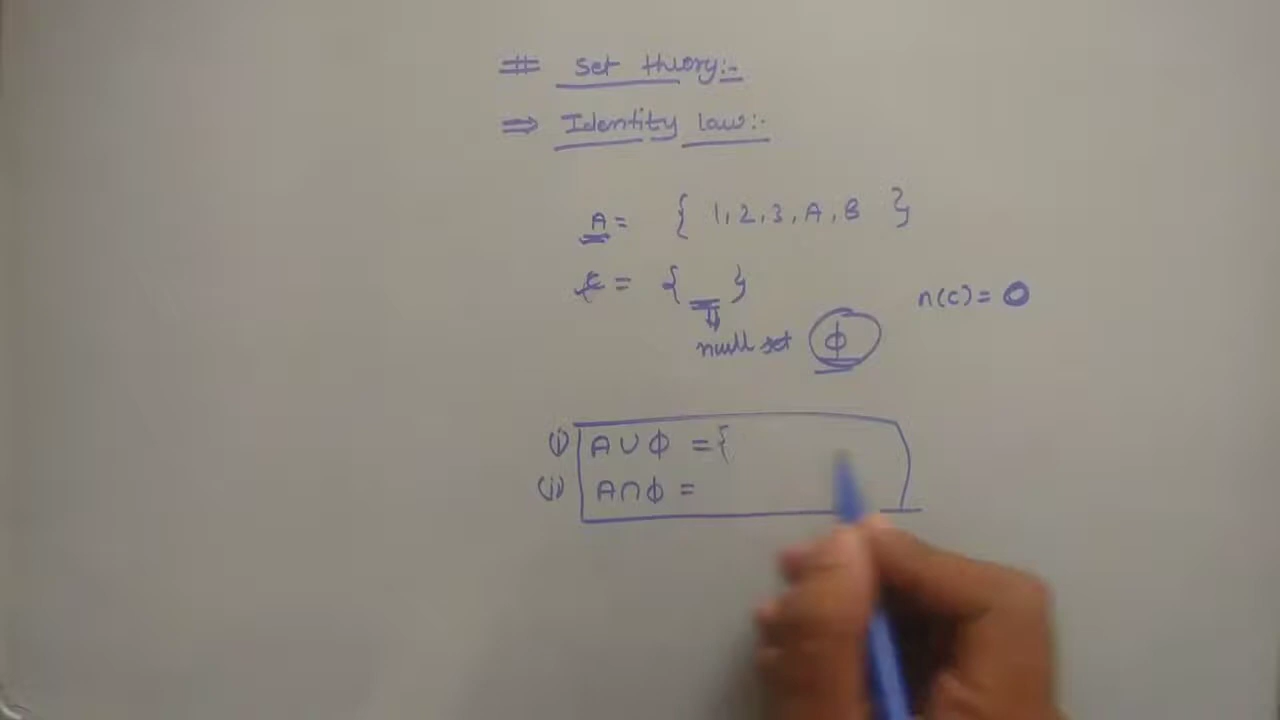 # Set theory:-
⇒ Identity law:-
A = { 1, 2, 3, A, B }
C = { _ } n(c) = 0
null set ϕ
(i) A ∪ ϕ = {
(ii) A ∩ ϕ =